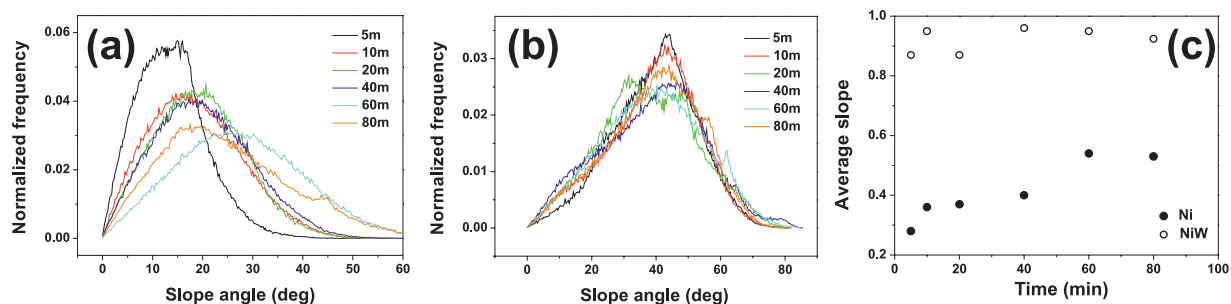 (a)
Normalized frequency
0.06
0.04
0.02
0.00
5m
10m
20m
40m
60m
80m
0 10 20 30 40 50 60
Slope angle (deg)
(b)
Normalized frequency
0.03
0.02
0.01
0.00
5m
10m
20m
40m
60m
80m
0 20 40 60 80
Slope angle (deg)
(c)
Average slope
1.0
0.8
0.6
0.4
0.2
Ni
NiW
0 20 40 60 80 100
Time (min)